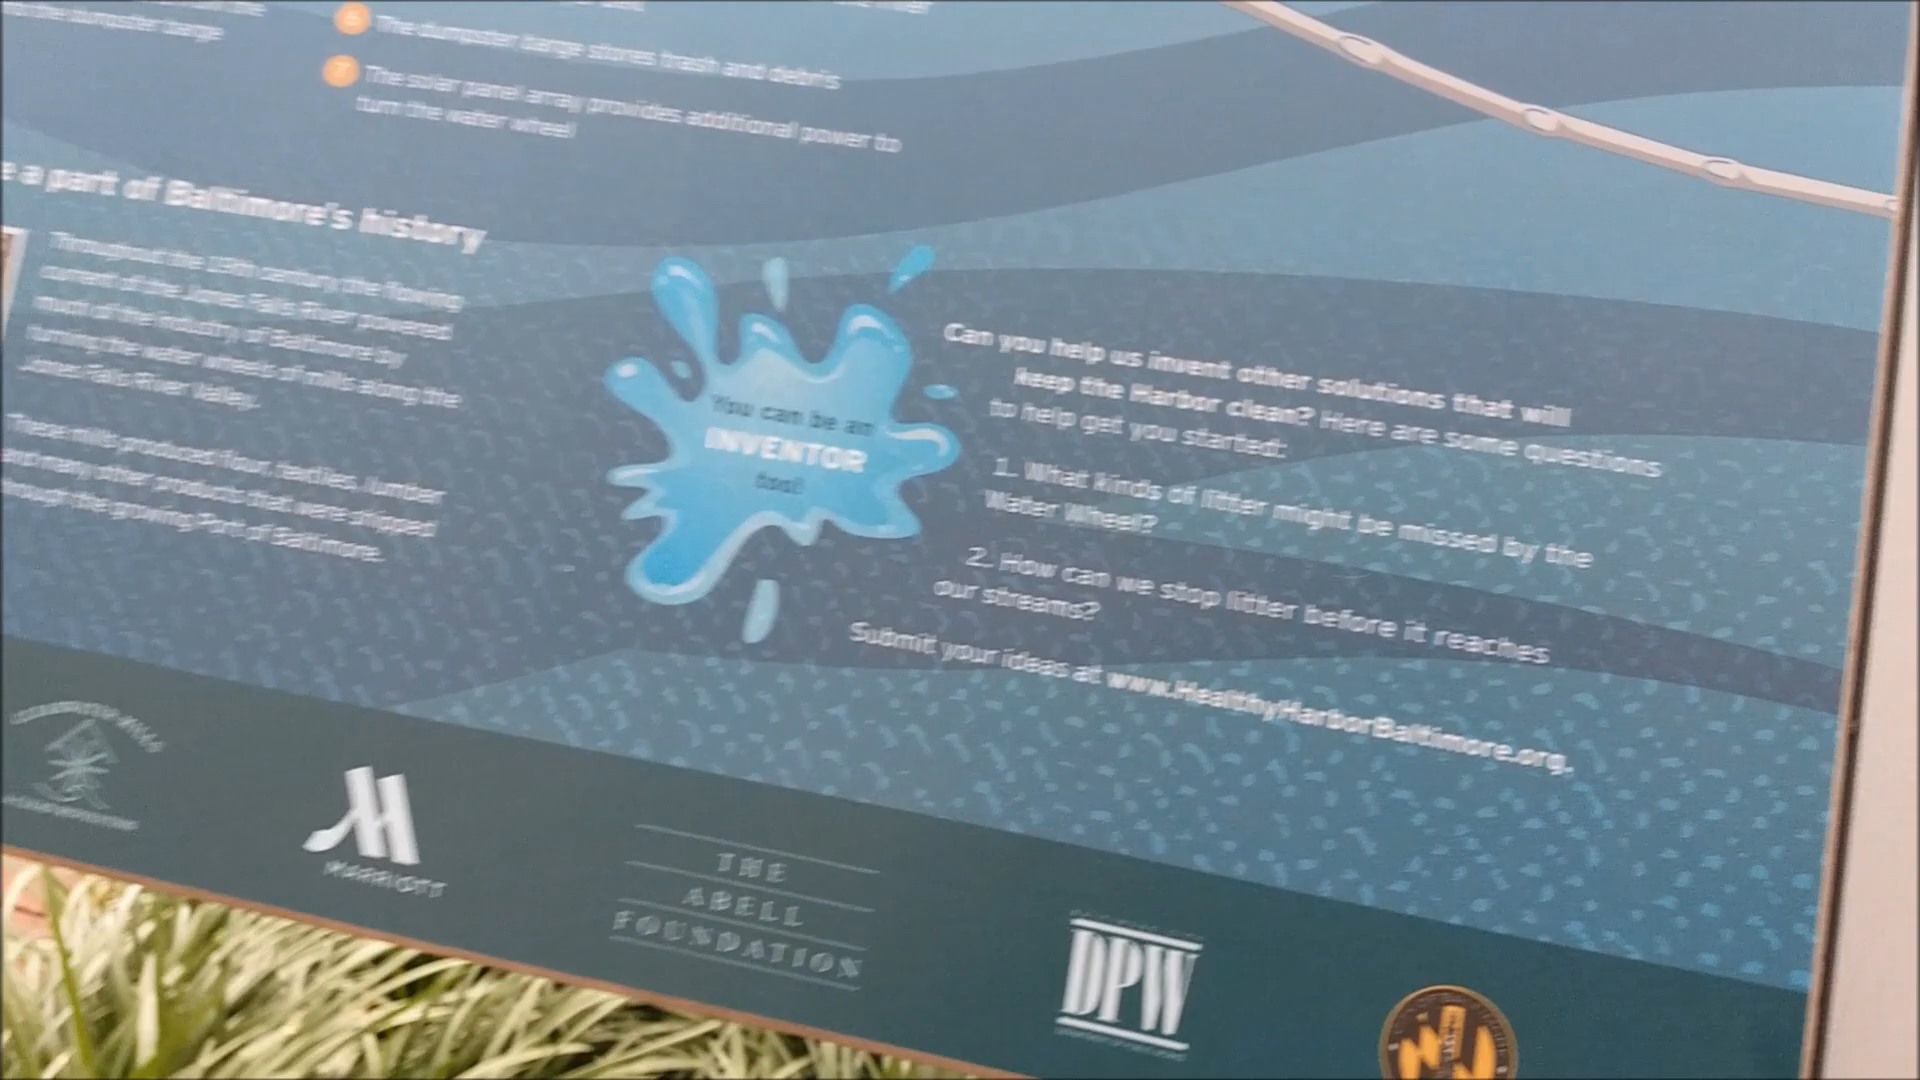 the dumpster barge
6 The dumpster barge stores trash and debris
7 The solar panel array provides additional power to
turn the water wheel
a part of Baltimore's history
Throughout the 19th century the flowing
current of the Jones Falls River powered
much of the industry of Baltimore by
turning the water wheels of mills along the
Jones Falls River Valley.
These mills produced flour, textiles, lumber
and many other products that were shipped
through the growing Port of Baltimore.
You can be an
INVENTOR
too!
Can you help us invent other solutions that will
keep the Harbor clean? Here are some questions
to help get you started:
1. What kinds of litter might be missed by the
Water Wheel?
2. How can we stop litter before it reaches
our streams?
Submit your ideas at www.HealthyHarborBaltimore.org.
MARRIOTT
THE
ABELL
FOUNDATION
DPW